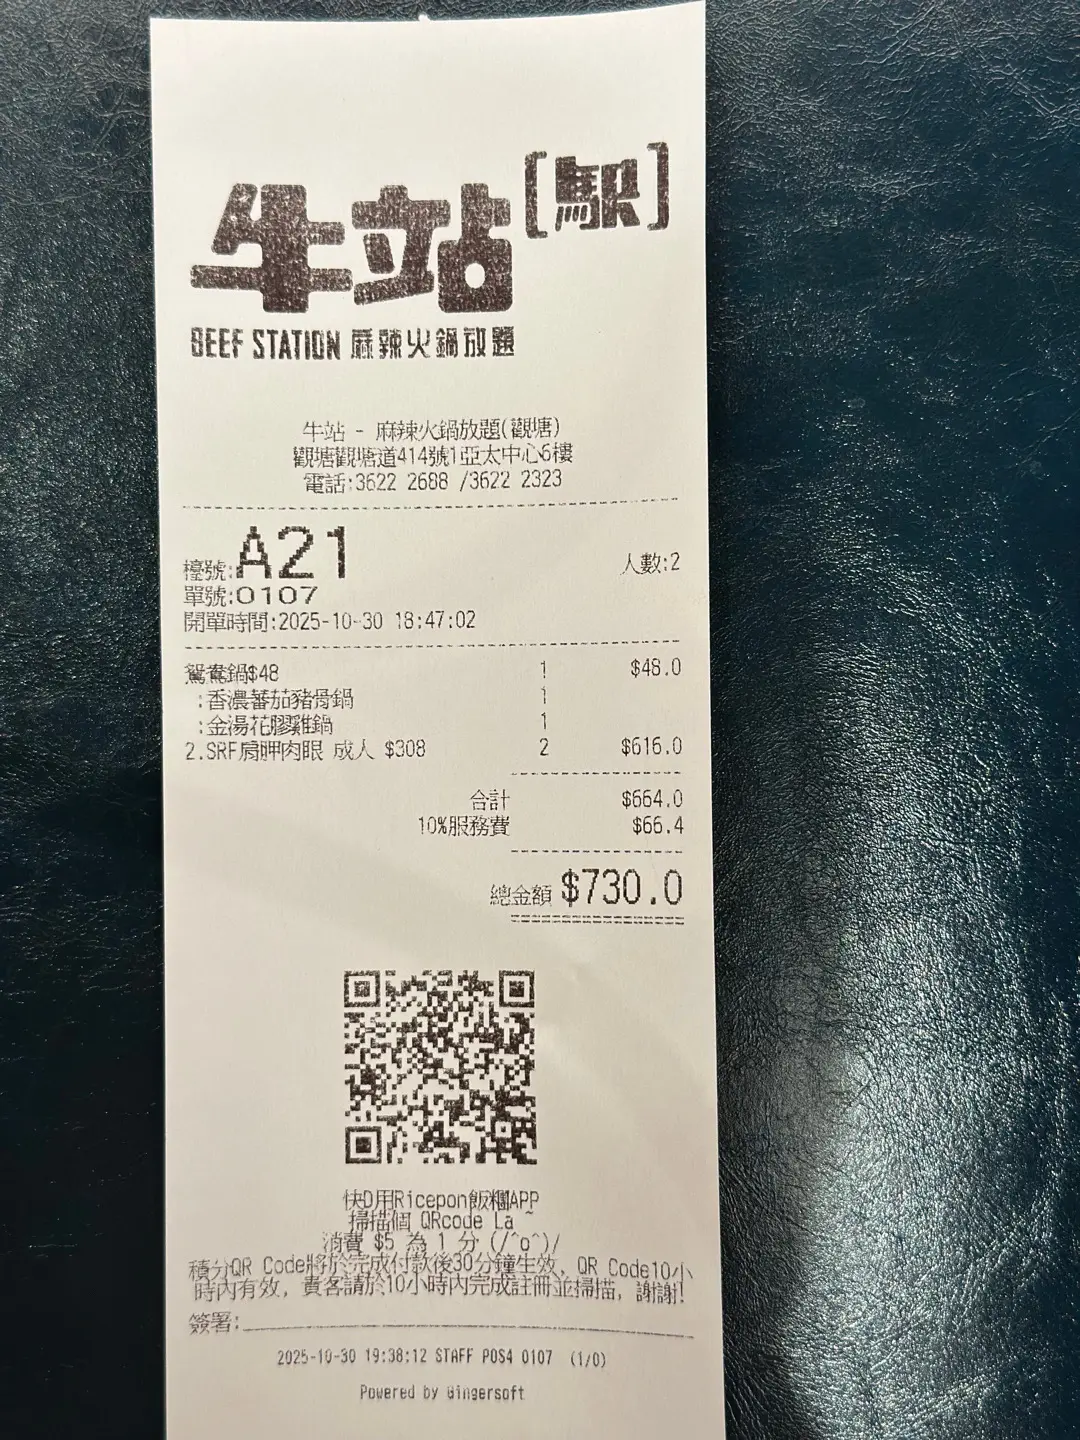 牛站[駅]
BEEF STATION 麻辣火鍋放題
牛站 - 麻辣火鍋放題(觀塘)
觀塘觀塘道414號1亞太中心6樓
電話:3622 2688 /3622 2323
檯號:A21 人數:2
單號:0107
開單時間:2025-10-30 18:47:02
鴛鴦鍋$48 1 $48.0
:香濃蕃茄豬骨鍋 1
:金湯花膠雞鍋 1
2.SRF肩胛肉眼 成人 $308 2 $616.0
合計 $664.0
10%服務費 $66.4
總金額 $730.0
快D用Ricepon飯糰APP
掃描個 QRcode La ~
消費 $5 為 1 分 (/^o^)/
積分QR Code將於完成付款後30分鐘生效, QR Code10小
時內有效, 貴客請於10小時內完成註冊並掃描, 謝謝!
簽署:
2025-10-30 19:38:12 STAFF POS4 0107 (1/0)
Powered by Gingersoft